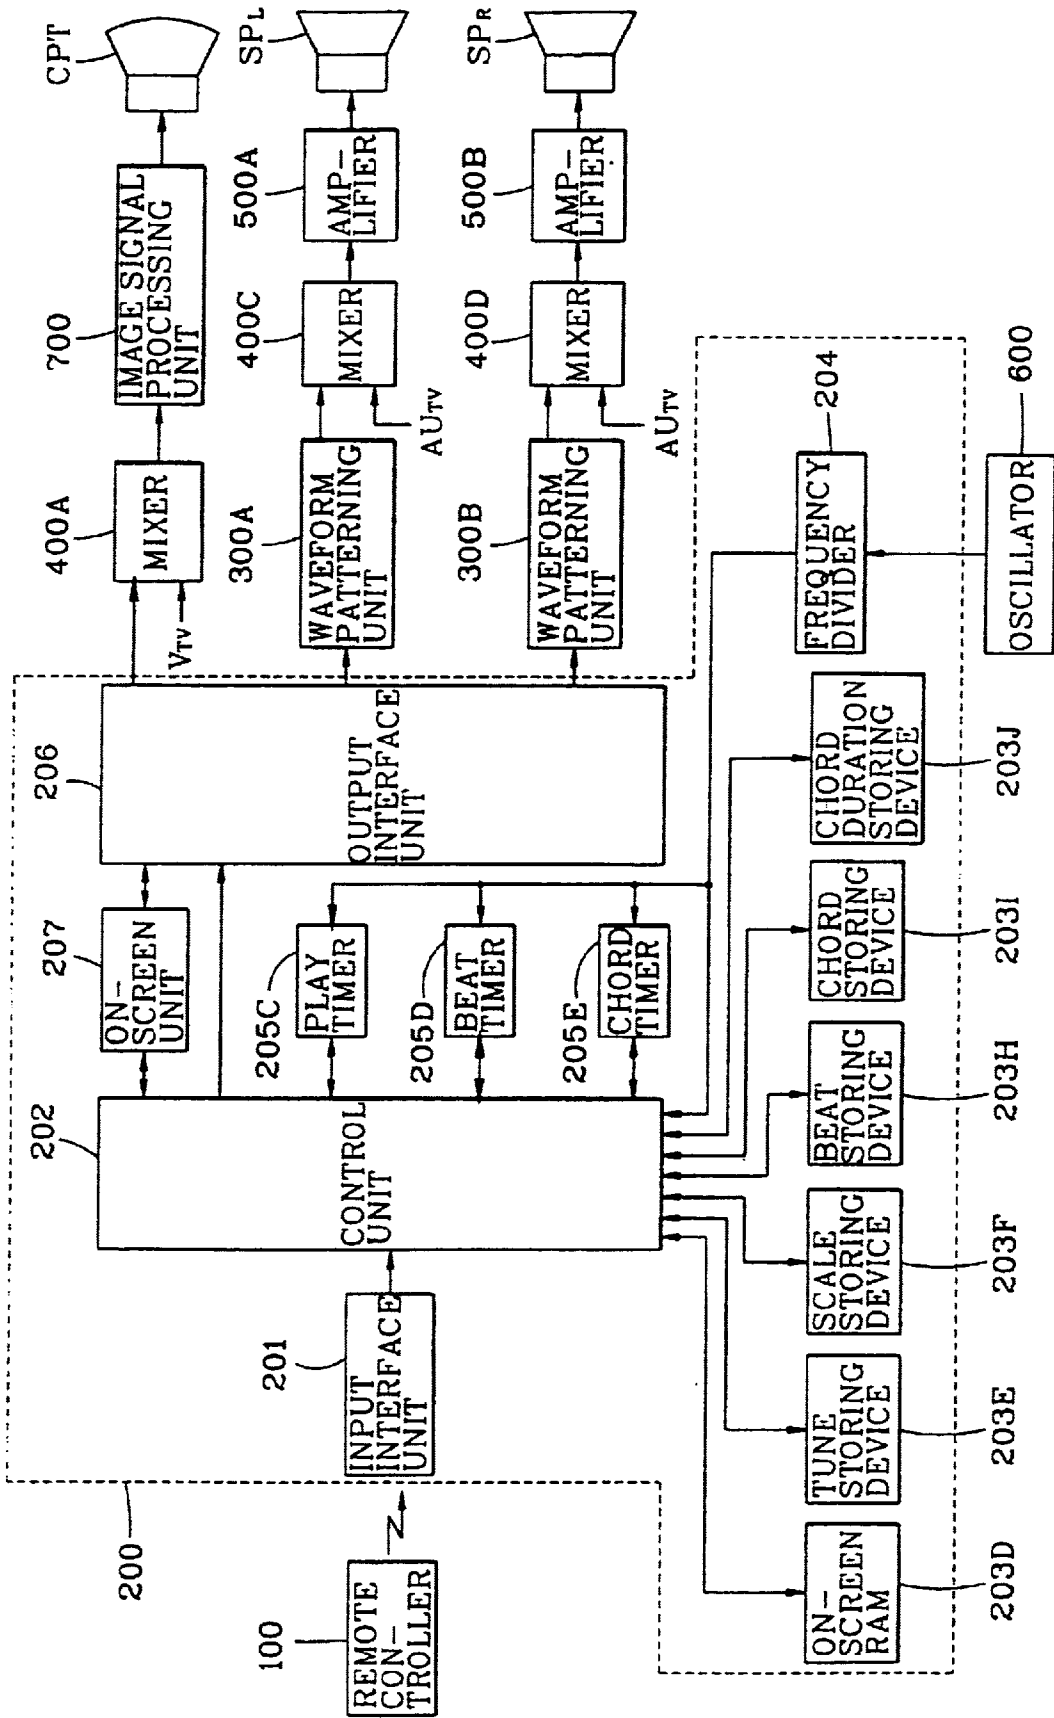 100
REMOTE
CON-
TROLLER
200
201
INPUT
INTERFACE
UNIT
202
CONTROL
UNIT
207
ON-
SCREEN
UNIT
205C
PLAY
TIMER
205D
BEAT
TIMER
205E
CHORD
TIMER
206
OUTPUT
INTERFACE
UNIT
400A
MIXER
VTV
700
IMAGE SIGNAL
PROCESSING
UNIT
CPT
300A
WAVEFORM
PATTERNING
UNIT
400C
MIXER
AUTV
500A
AMP-
LIFIER
SPL
300B
WAVEFORM
PATTERNING
UNIT
400D
MIXER
AUTV
500B
AMP-
LIFIER
SPR
ON-
SCREEN
RAM
203D
TUNE
STORING
DEVICE
203E
SCALE
STORING
DEVICE
203F
BEAT
STORING
DEVICE
203H
CHORD
STORING
DEVICE
203I
CHORD
DURATION
STORING
DEVICE
203J
204
FREQUENCY
DIVIDER
OSCILLATOR
600